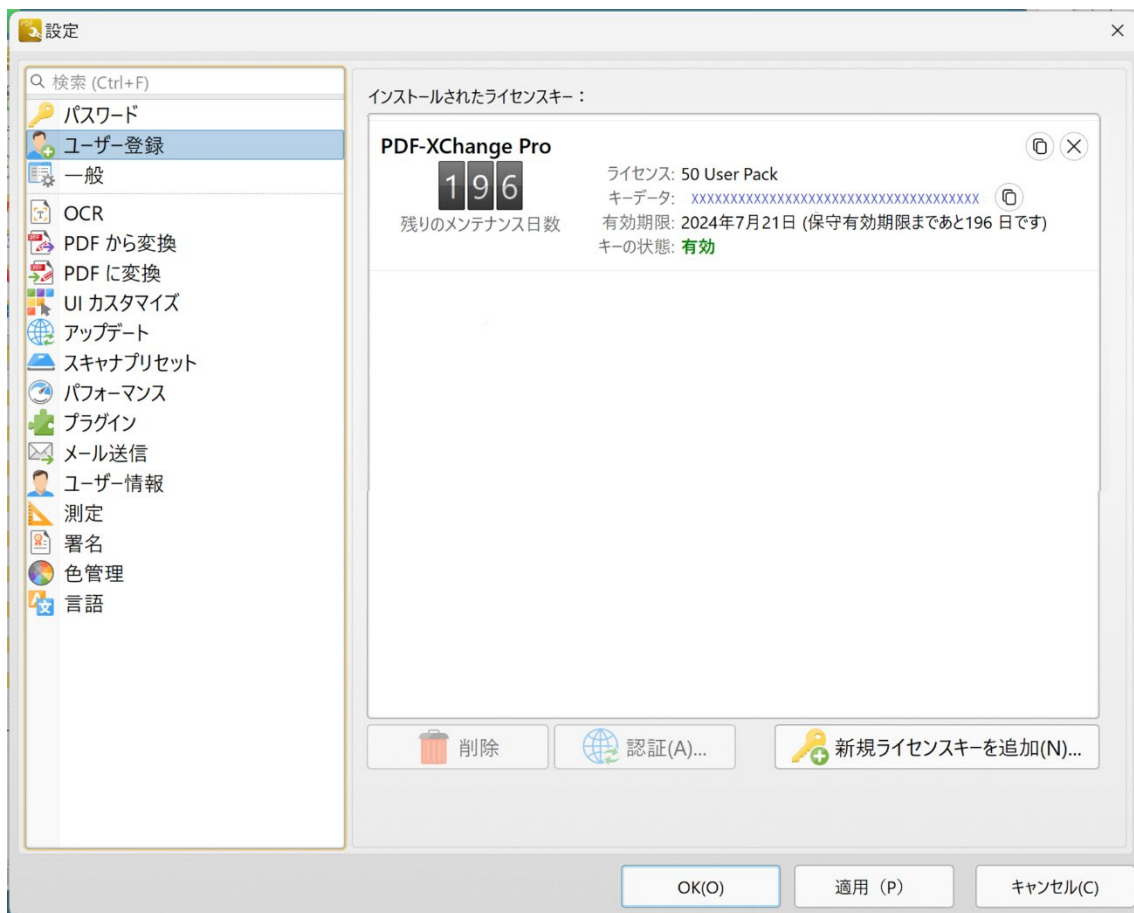 設定
検索 (Ctrl+F)
パスワード
ユーザー登録
一般
OCR
PDF から変換
PDF に変換
UI カスタマイズ
アップデート
スキャナプリセット
パフォーマンス
プラグイン
メール送信
ユーザー情報
測定
署名
色管理
言語
インストールされたライセンスキー：
PDF-XChange Pro
196
残りのメンテナンス日数
ライセンス: 50 User Pack
キーデータ: XXXXXXXXXXXXXXXXXXXXXXXXXXXXXXXXXXXXXXXX
有効期限: 2024年7月21日 (保守有効期限まであと196 日です)
キーの状態: 有効
削除
認証(A)...
新規ライセンスキーを追加(N)...
OK(O)
適用（P）
キャンセル(C)